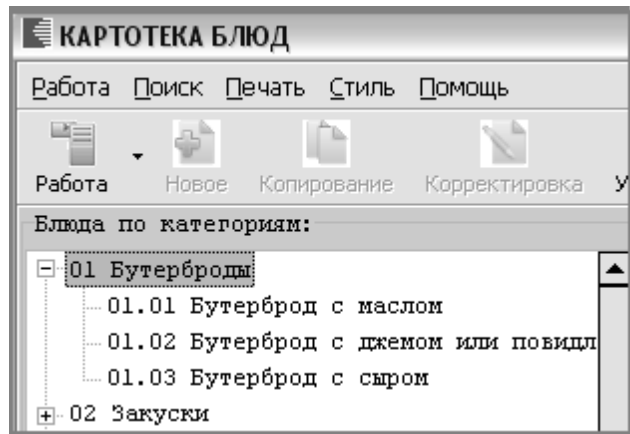 КАРТОТЕКА БЛЮД
Работа Поиск Печать Стиль Помощь
Работа Новое Копирование Корректировка У
Блюда по категориям:
01 Бутерброды
01.01 Бутерброд с маслом
01.02 Бутерброд с джемом или повидл
01.03 Бутерброд с сыром
02 Закуски